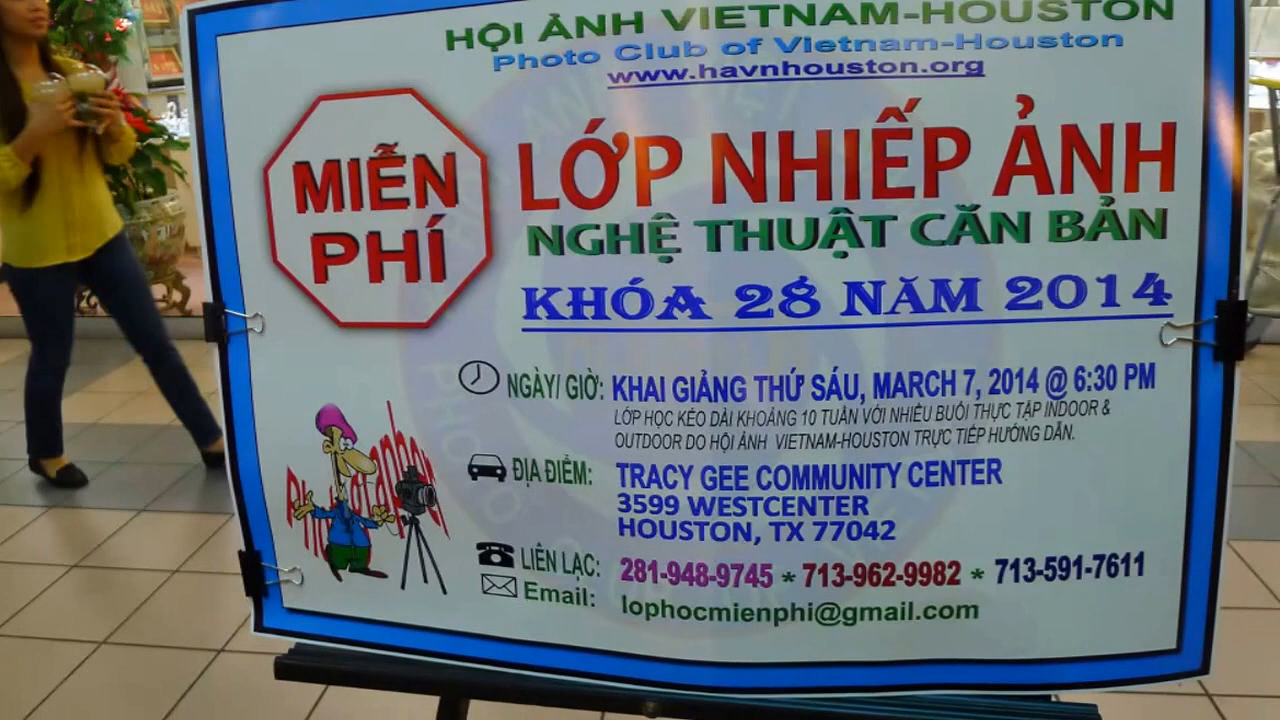 HỘI ẢNH VIETNAM-HOUSTON
Photo Club of Vietnam-Houston
www.havnhouston.org
MIỄN
PHÍ
LỚP NHIẾP ẢNH
NGHỆ THUẬT CĂN BẢN
KHÓA 28 NĂM 2014
NGÀY/ GIỜ: KHAI GIẢNG THỨ SÁU, MARCH 7, 2014 @ 6:30 PM
LỚP HỌC KÉO DÀI KHOẢNG 10 TUẦN VỚI NHIỀU BUỔI THỰC TẬP INDOOR &
OUTDOOR DO HỘI ẢNH VIETNAM-HOUSTON TRỰC TIẾP HƯỚNG DẪN.
Photographer
ĐỊA ĐIỂM: TRACY GEE COMMUNITY CENTER
3599 WESTCENTER
HOUSTON, TX 77042
LIÊN LẠC: 281-948-9745 * 713-962-9982 * 713-591-7611
Email: lophocmienphi@gmail.com